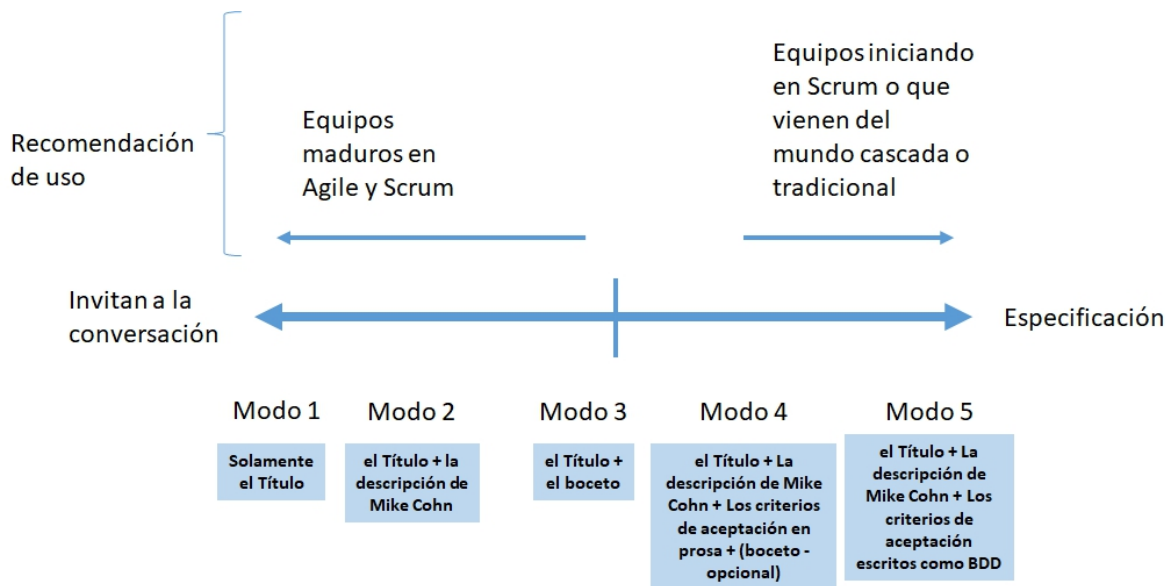 Recomendación
de uso
Equipos
maduros en
Agile y Scrum
Equipos iniciando
en Scrum o que
vienen del
mundo cascada o
tradicional
Invitan a la
conversación
Especificación
Modo 1
Solamente
el Título
Modo 2
el Título + la
descripción de
Mike Cohn
Modo 3
el Título +
el boceto
Modo 4
el Título + La
descripción de Mike
Cohn + Los criterios
de aceptación en
prosa + (boceto -
opcional)
Modo 5
el Título + La
descripción de
Mike Cohn + Los
criterios de
aceptación
escritos como BDD